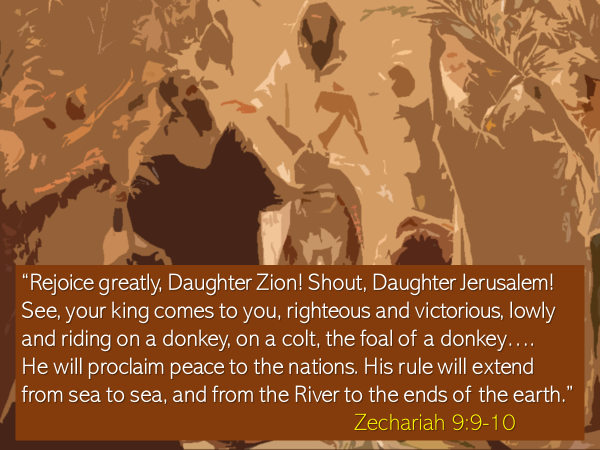 “Rejoice greatly, Daughter Zion! Shout, Daughter Jerusalem!
See, your king comes to you, righteous and victorious, lowly
and riding on a donkey, on a colt, the foal of a donkey….
He will proclaim peace to the nations. His rule will extend
from sea to sea, and from the River to the ends of the earth.”
Zechariah 9:9-10